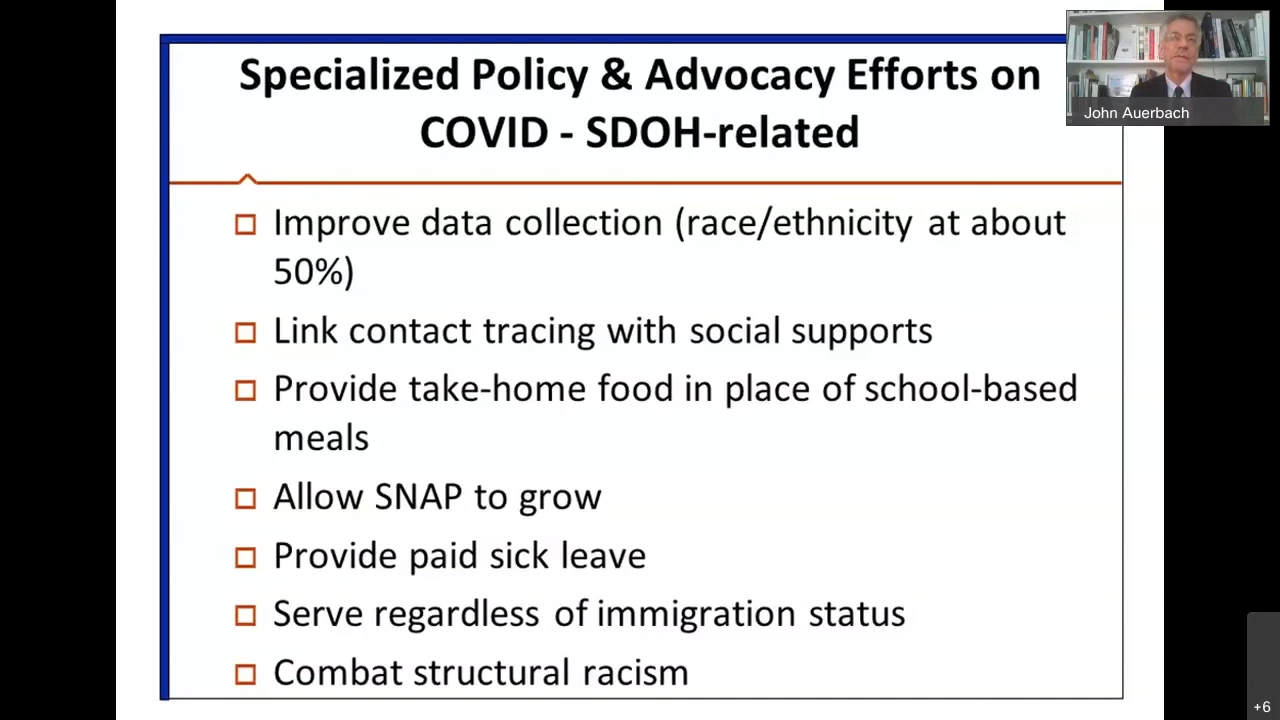 Specialized Policy & Advocacy Efforts on
COVID - SDOH-related
John Auerbach
Improve data collection (race/ethnicity at about
50%)
Link contact tracing with social supports
Provide take-home food in place of school-based
meals
Allow SNAP to grow
Provide paid sick leave
Serve regardless of immigration status
Combat structural racism
+6